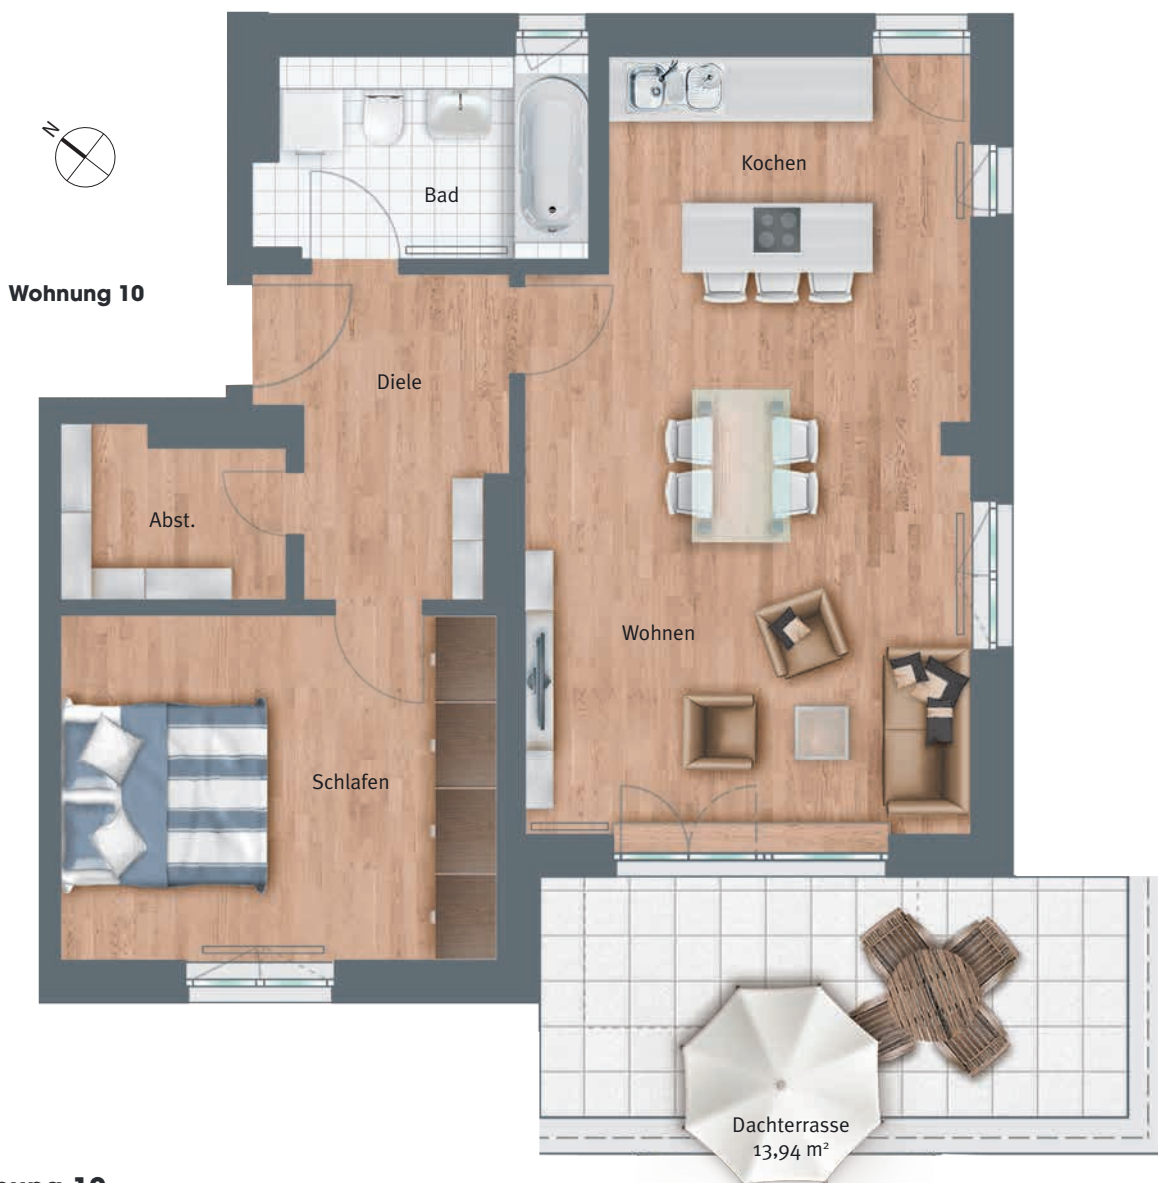 N
Kochen
Bad
Wohnung 10
Diele
Abst.
Wohnen
Schlafen
Dachterrasse
13,94 m²